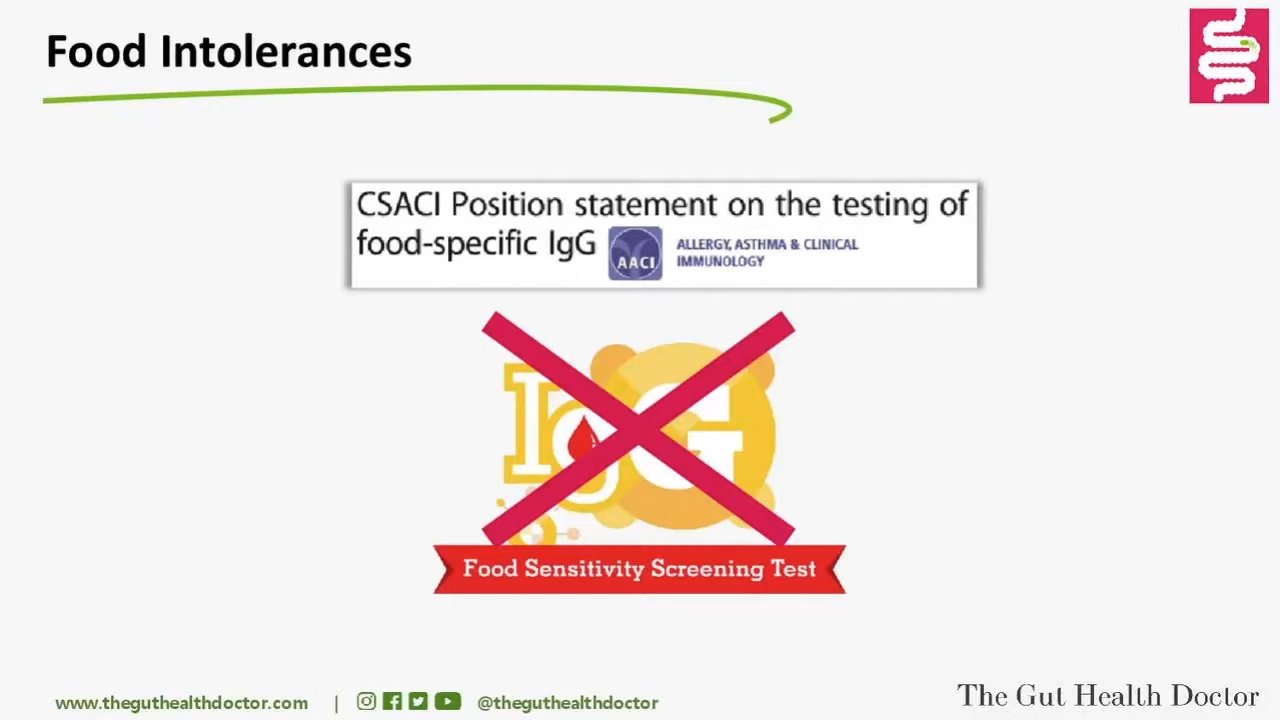 Food Intolerances
CSACI Position statement on the testing of
food-specific IgG
AACI
ALLERGY, ASTHMA & CLINICAL
IMMUNOLOGY
IgG
Food Sensitivity Screening Test
www.theguthealthdoctor.com | @theguthealthdoctor
The Gut Health Doctor